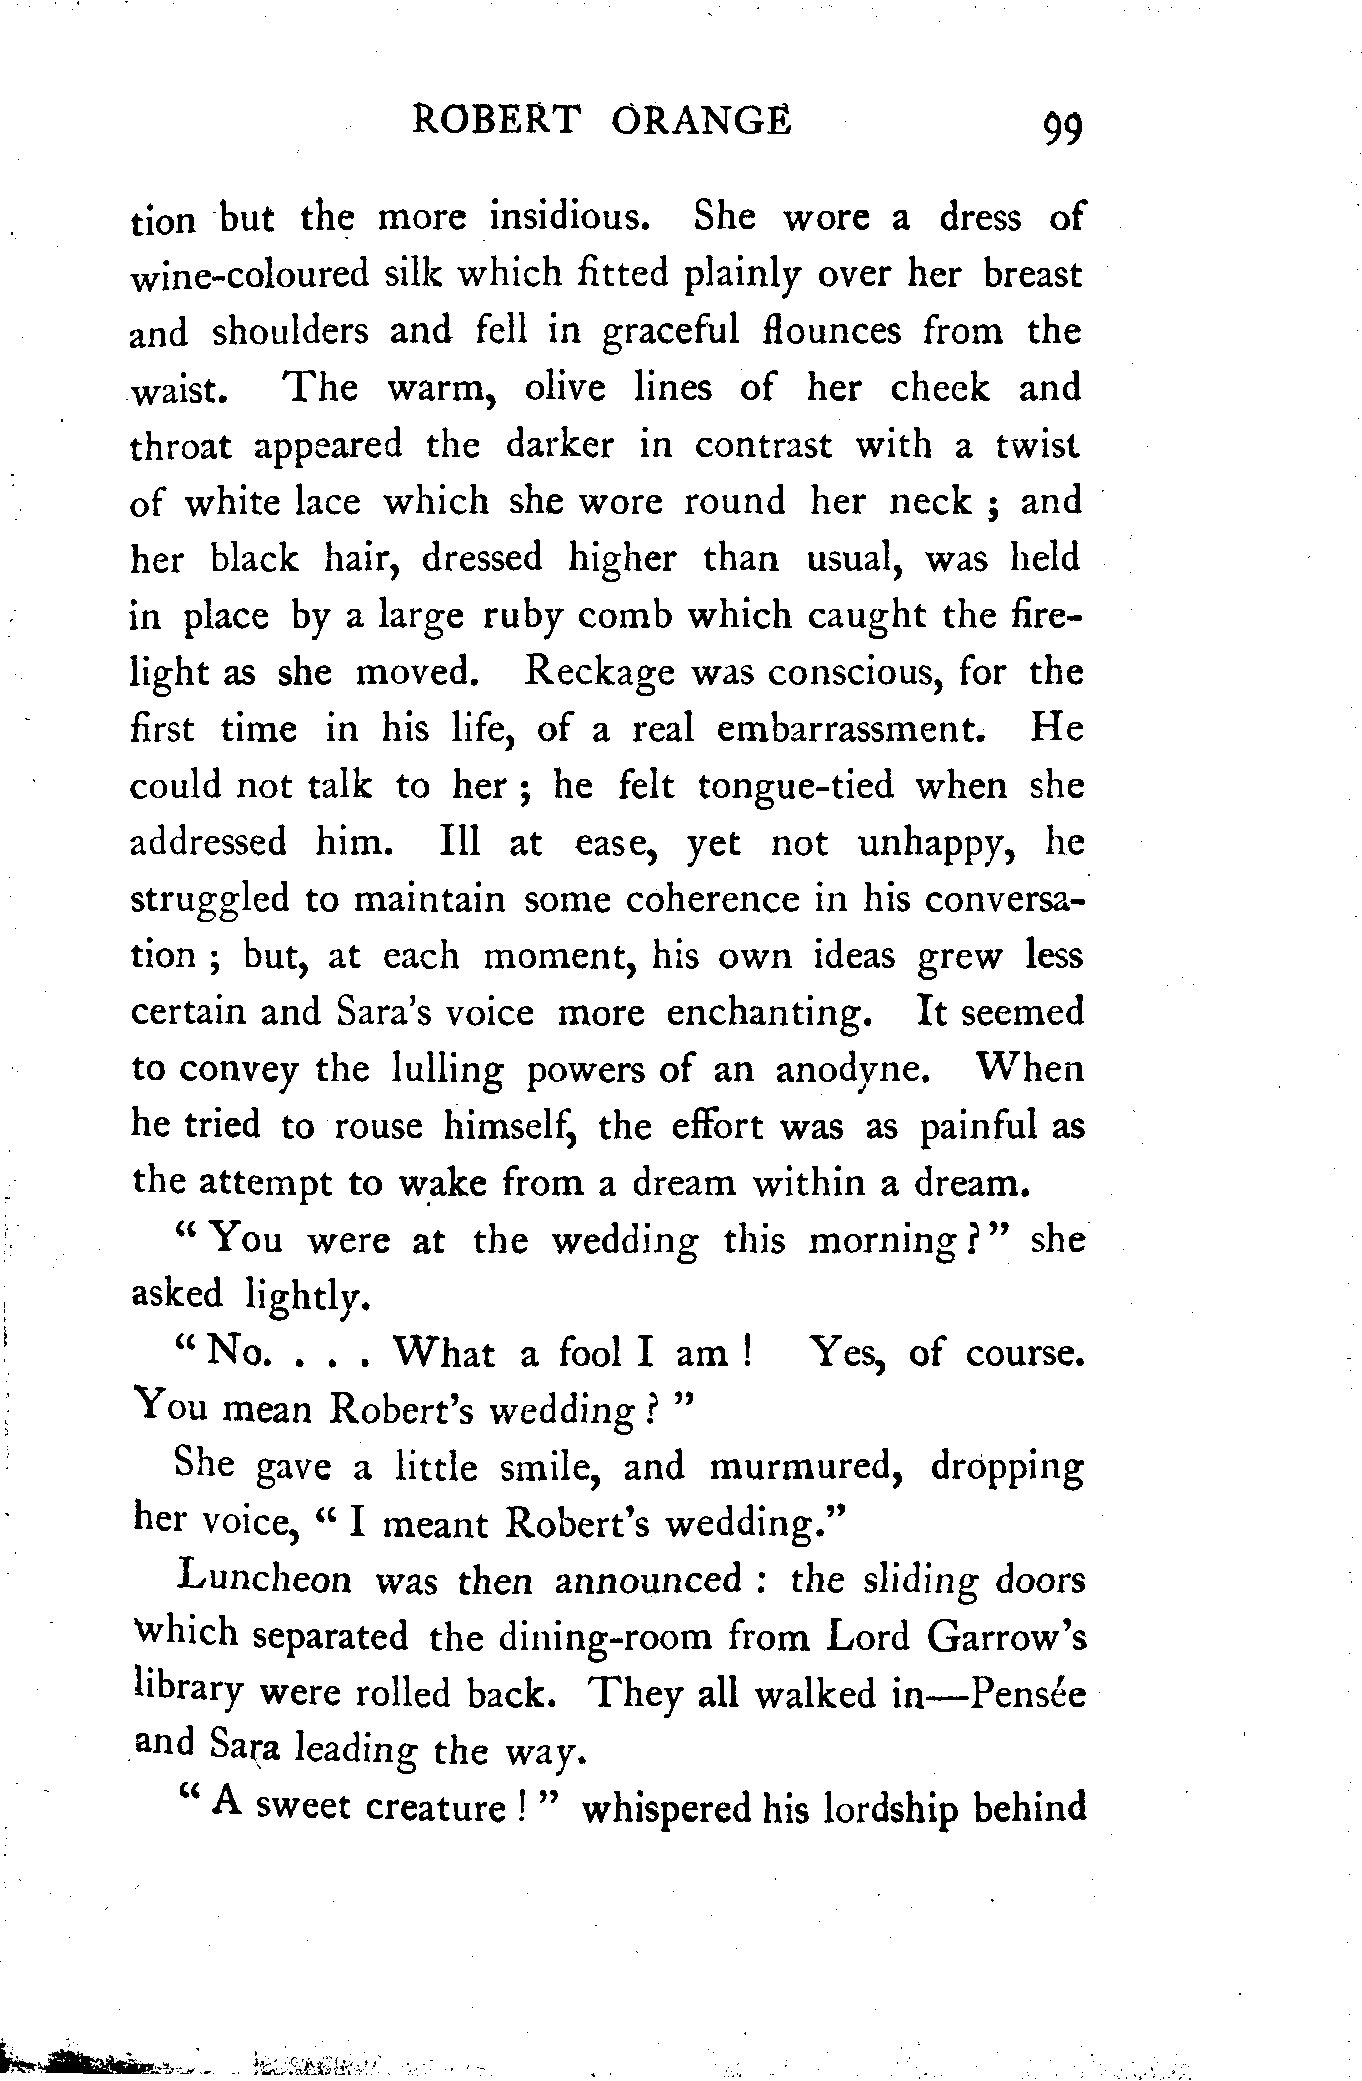 ROBERT ORANGE 99
tion but the more insidious. She wore a dress of
wine-coloured silk which fitted plainly over her breast
and shoulders and fell in graceful flounces from the
waist. The warm, olive lines of her cheek and
throat appeared the darker in contrast with a twist
of white lace which she wore round her neck ; and
her black hair, dressed higher than usual, was held
in place by a large ruby comb which caught the fire-
light as she moved. Reckage was conscious, for the
first time in his life, of a real embarrassment. He
could not talk to her ; he felt tongue-tied when she
addressed him. Ill at ease, yet not unhappy, he
struggled to maintain some coherence in his conversa-
tion ; but, at each moment, his own ideas grew less
certain and Sara's voice more enchanting. It seemed
to convey the lulling powers of an anodyne. When
he tried to rouse himself, the effort was as painful as
the attempt to wake from a dream within a dream.
“ You were at the wedding this morning ? ” she
asked lightly.
“ No. . . . What a fool I am ! Yes, of course.
You mean Robert's wedding ? ”
She gave a little smile, and murmured, dropping
her voice, “ I meant Robert's wedding.”
Luncheon was then announced : the sliding doors
which separated the dining-room from Lord Garrow's
library were rolled back. They all walked in—Pensée
and Sara leading the way.
“ A sweet creature ! ” whispered his lordship behind